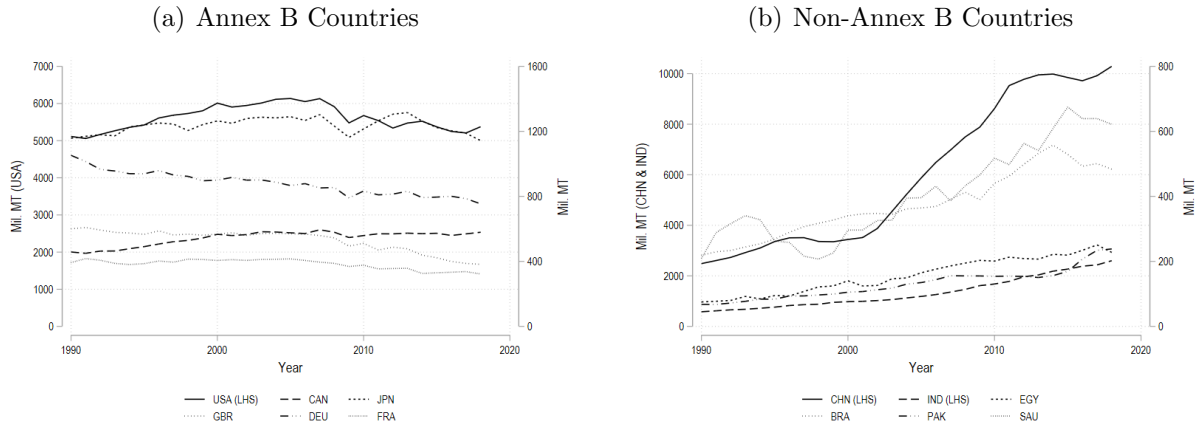 (a) Annex B Countries
7000
6000
5000
4000
3000
2000
1000
0
Mil. MT (USA)
1600
1200
800
400
0
Mil. MT
1990
2000
2010
2020
Year
USA (LHS)
CAN
JPN
GBR
DEU
FRA
(b) Non-Annex B Countries
10000
8000
6000
4000
2000
0
Mil. MT (CHN & IND)
800
600
400
200
0
Mil. MT
1990
2000
2010
2020
Year
CHN (LHS)
IND (LHS)
EGY
BRA
PAK
SAU